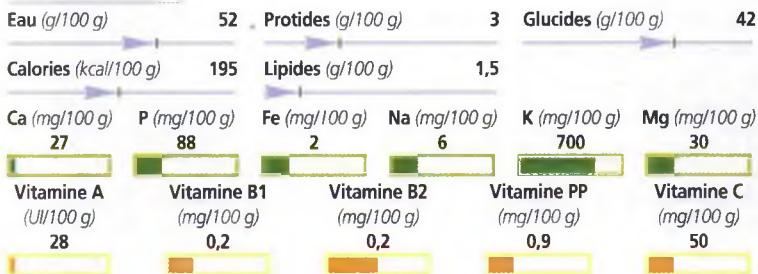 Eau (g/100 g) 52 Protides (g/100 g) 3 Glucides (g/100 g) 42
Calories (kcal/100 g) 195 Lipides (g/100 g) 1,5
Ca (mg/100 g) P (mg/100 g) Fe (mg/100 g) Na (mg/100 g) K (mg/100 g) Mg (mg/100 g)
27 88 2 6 700 30
Vitamine A Vitamine B1 Vitamine B2 Vitamine PP Vitamine C
(UI/100 g) (mg/100 g) (mg/100 g) (mg/100 g) (mg/100 g)
28 0,2 0,2 0,9 50